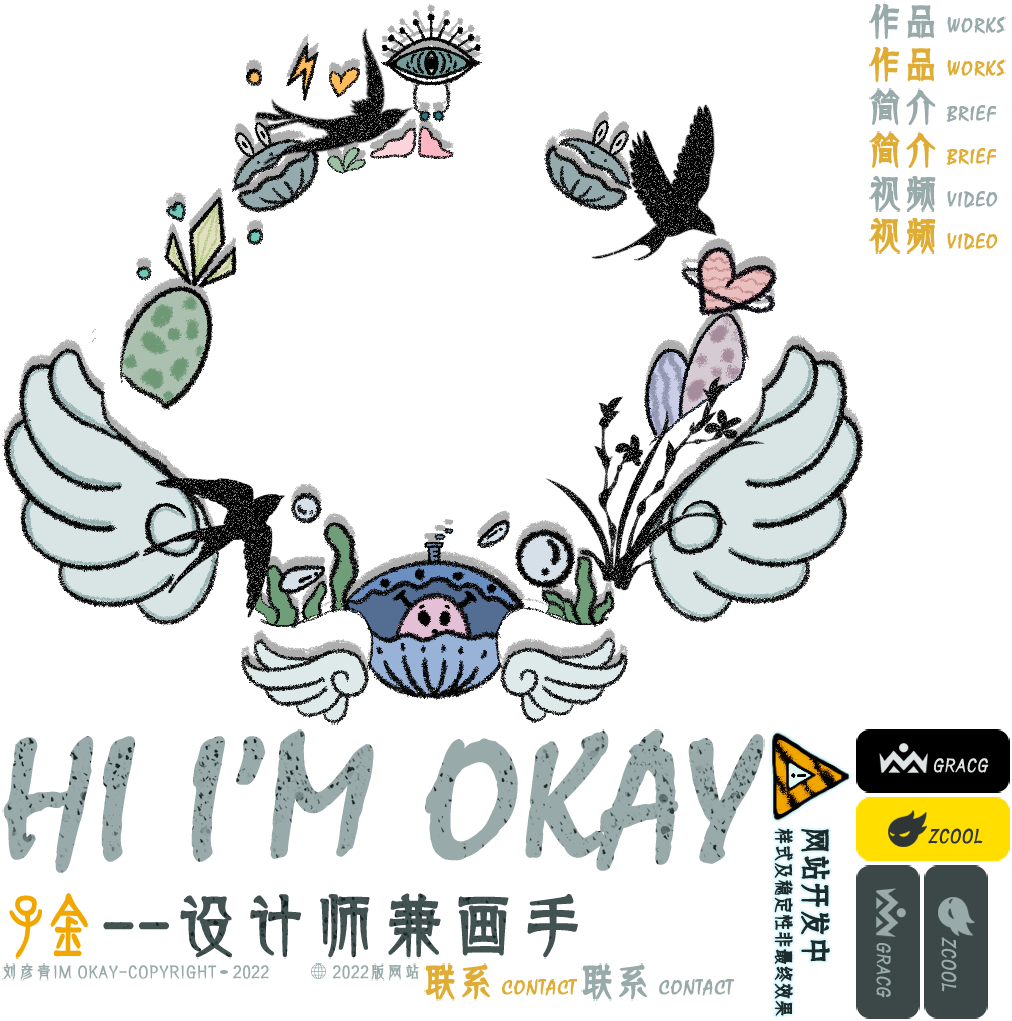 作品 WORKS
作品 WORKS
简介 BRIEF
简介 BRIEF
视频 VIDEO
视频 VIDEO
HI I'M OKAY
GRACG
ZCOOL
GRACG
ZCOOL
网站开发中
样式及稳定性非最终效果
子金--设计师兼画手
刘彦青IM OKAY-COPYRIGHT-2022
2022版网站
联系 CONTACT
联系 CONTACT